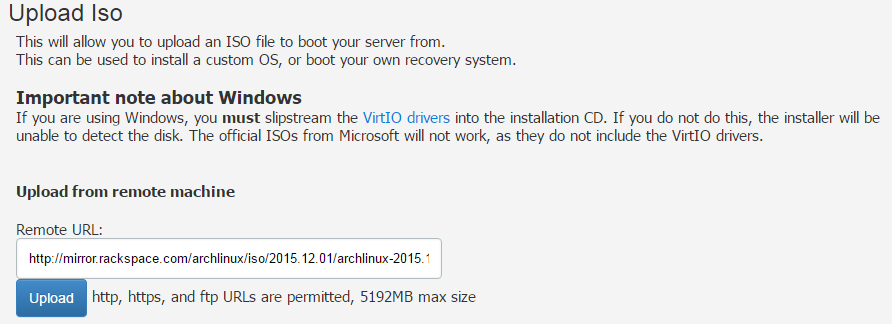 Upload Iso
This will allow you to upload an ISO file to boot your server from.
This can be used to install a custom OS, or boot your own recovery system.
Important note about Windows
If you are using Windows, you must slipstream the VirtIO drivers into the installation CD. If you do not do this, the installer will be
unable to detect the disk. The official ISOs from Microsoft will not work, as they do not include the VirtIO drivers.
Upload from remote machine
Remote URL:
http://mirror.rackspace.com/archlinux/iso/2015.12.01/archlinux-2015.1
Upload http, https, and ftp URLs are permitted, 5192MB max size